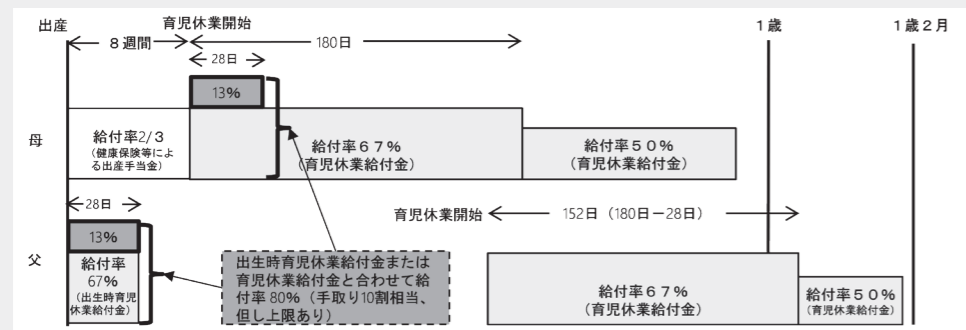 出産
育児休業開始
１歳
１歳２月
８週間
180日
28日
13%
母
給付率2/３
(健康保険等によ
る出産手当金)
給付率６７％
(育児休業給付金)
給付率５０％
(育児休業給付金)
28日
育児休業開始
152日（180日－28日）
13%
父
給付率
67%
(出生時育児
休業給付金)
出生時育児休業給付金または
育児休業給付金と合わせて給
付率 80%（手取り10割相当、
但し上限あり）
給付率６７％
(育児休業給付金)
給付率５０％
(育児休業給付金)